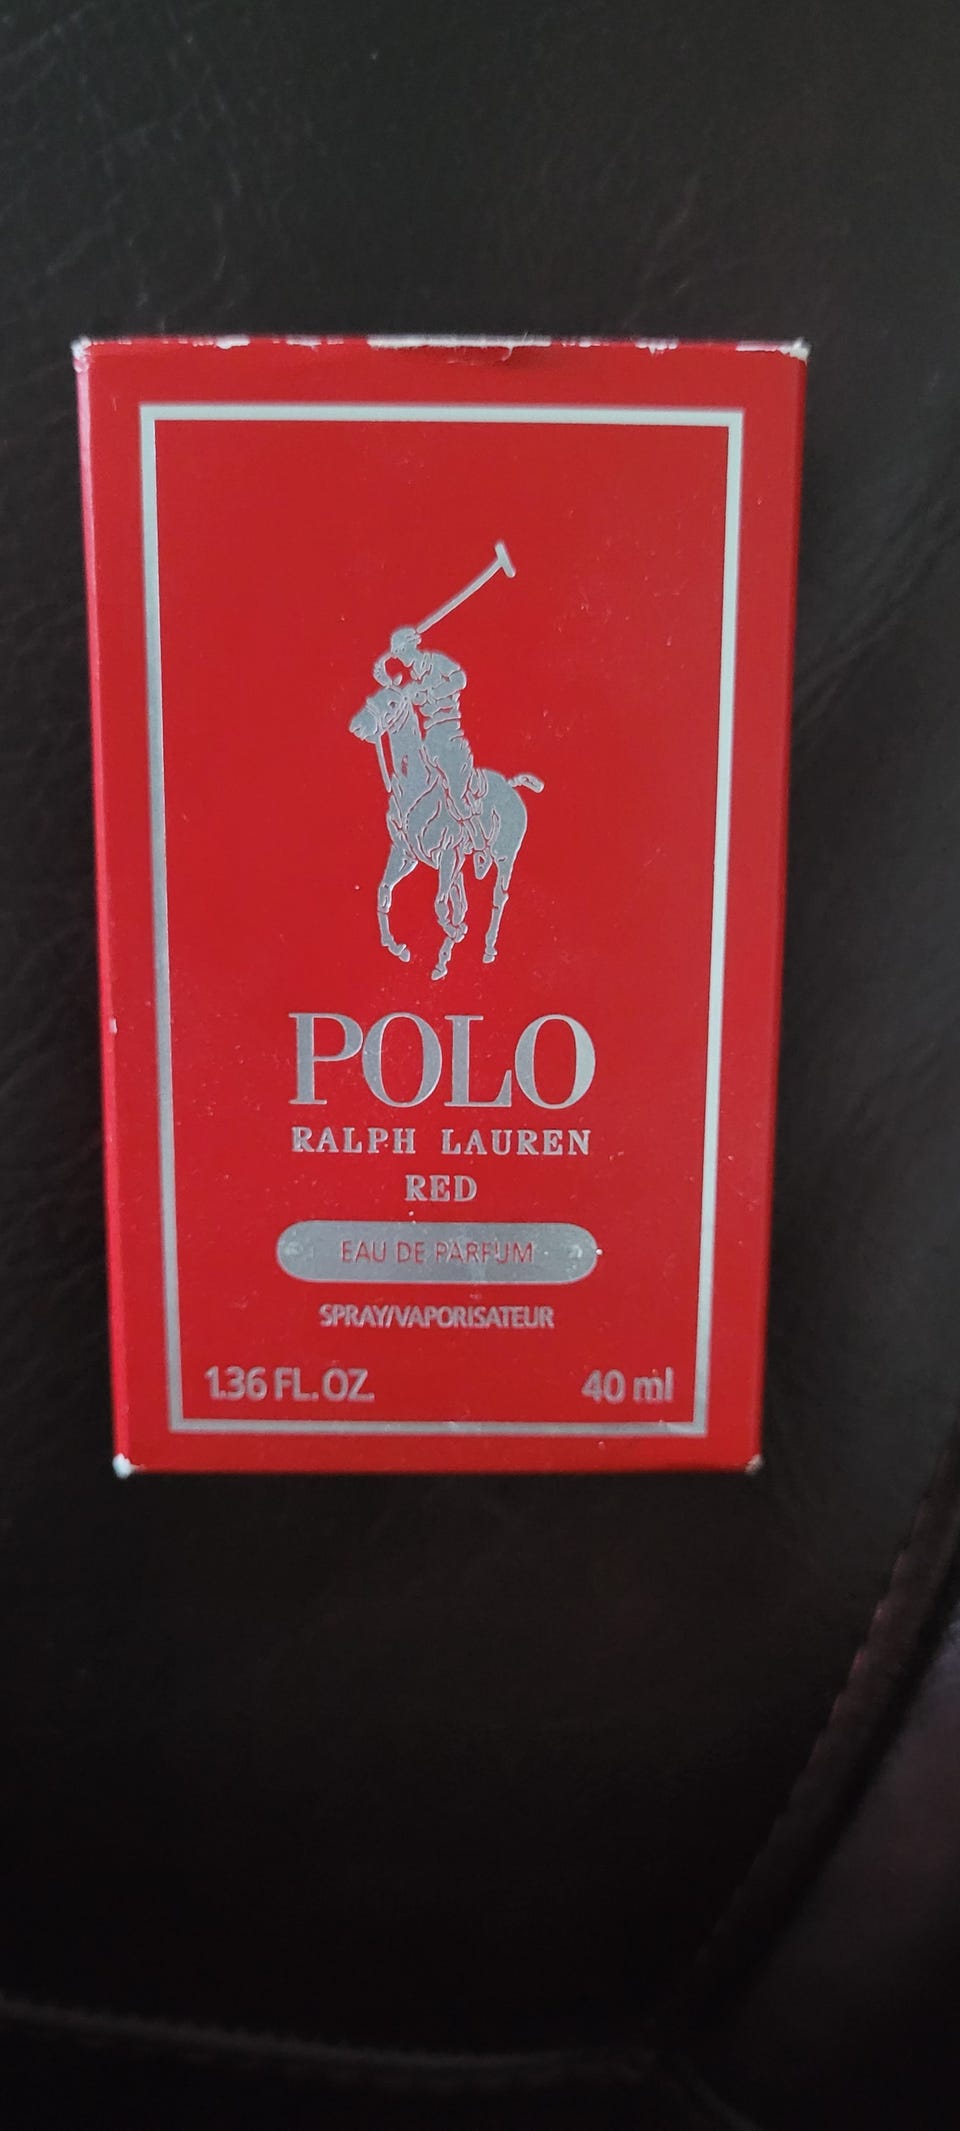 POLO
RALPH LAUREN
RED
EAU DE PARFUM
SPRAY/VAPORISATEUR
1.36 FL. OZ. 40 ml